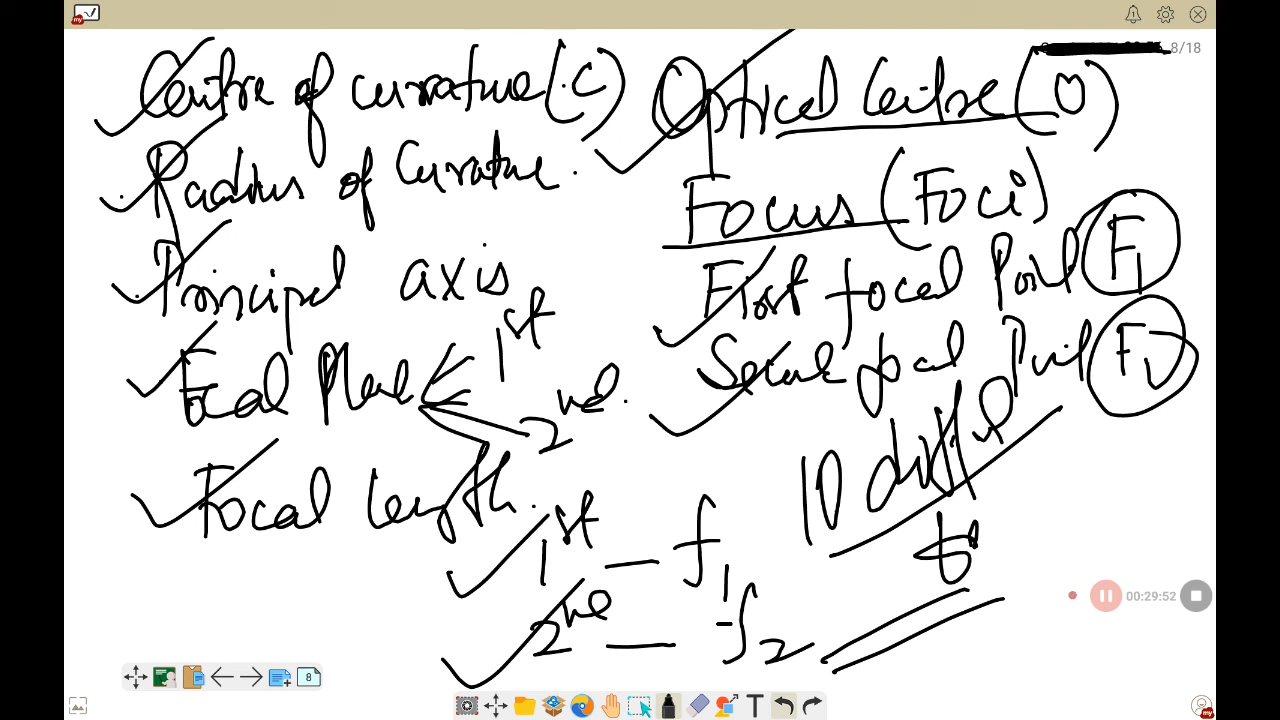 8/18
Centre of curvature (C)
Radius of Curvature.
Principal axis
Focal Plane
1st
2nd.
Focal length.
1st — f1
2nd — f2
Optical Centre (O)
Focus (Foci)
First focal Point F1
Second focal Point F2
10 diff
00:29:52
8